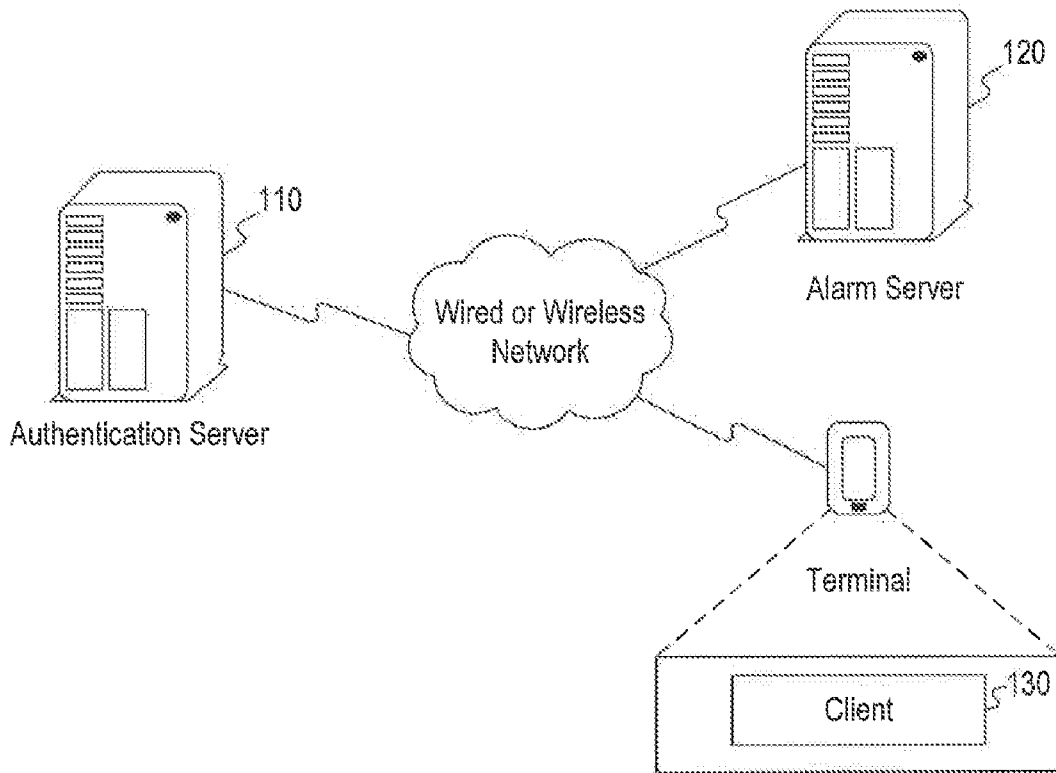 120
110
Alarm Server
Wired or Wireless
Network
Authentication Server
Terminal
130
Client